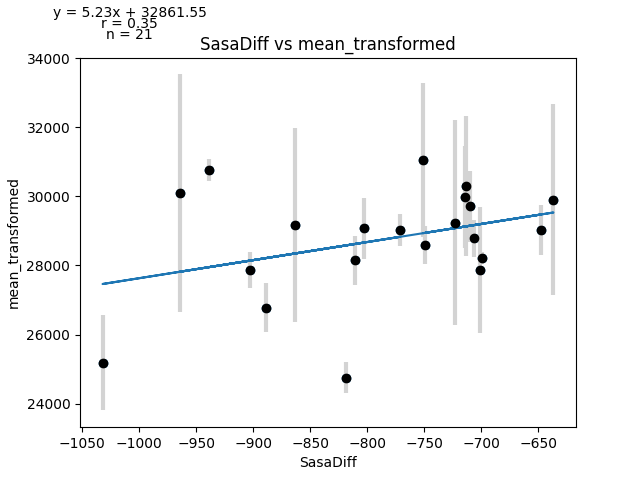 y = 5.23x + 32861.55
r = 0.35
n = 21
SasaDiff vs mean_transformed
34000
32000
30000
28000
26000
24000
mean_transformed
−1050 −1000 −950 −900 −850 −800 −750 −700 −650
SasaDiff